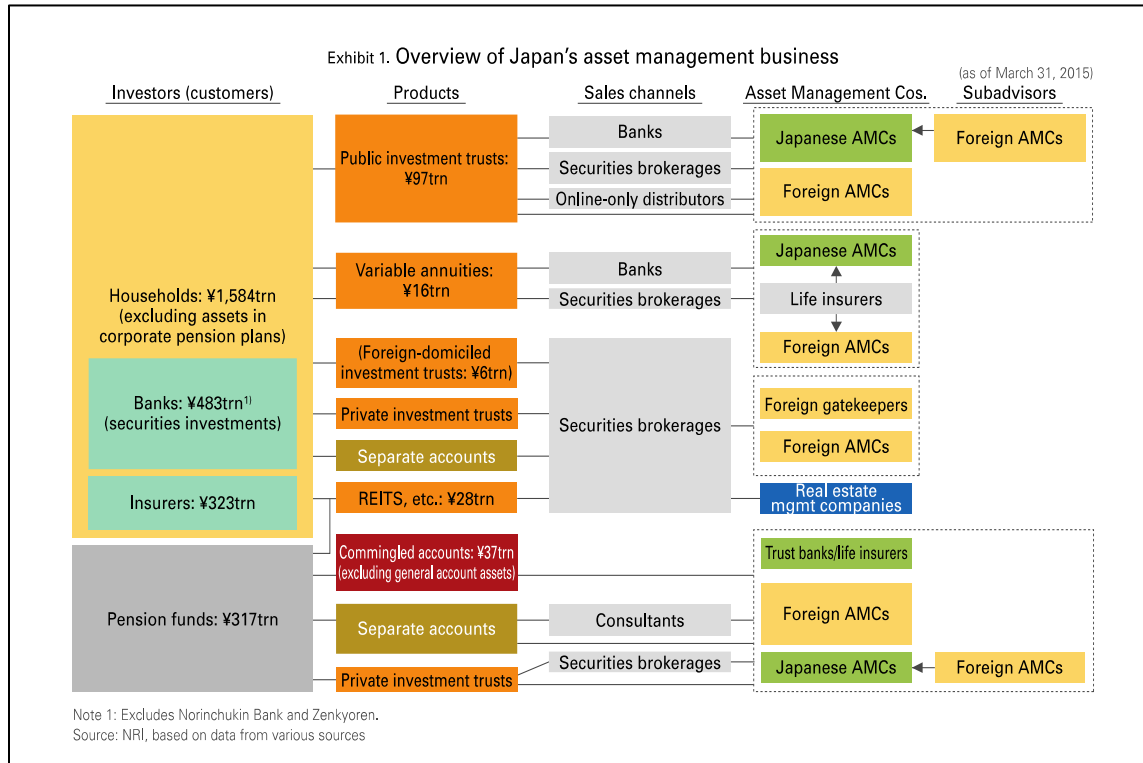 Exhibit 1. Overview of Japan's asset management business
(as of March 31, 2015)
Investors (customers)
Products
Sales channels
Asset Management Cos.
Subadvisors
Households: ¥1,584trn
(excluding assets in
corporate pension plans)
Banks: ¥483trn1)
(securities investments)
Insurers: ¥323trn
Pension funds: ¥317trn
Public investment trusts:
¥97trn
Variable annuities:
¥16trn
(Foreign-domiciled
investment trusts: ¥6trn)
Private investment trusts
Separate accounts
REITS, etc.: ¥28trn
Commingled accounts: ¥37trn
(excluding general account assets)
Separate accounts
Private investment trusts
Banks
Securities brokerages
Online-only distributors
Banks
Securities brokerages
Securities brokerages
Consultants
Securities brokerages
Japanese AMCs
Foreign AMCs
Japanese AMCs
Life insurers
Foreign AMCs
Foreign gatekeepers
Foreign AMCs
Real estate
mgmt companies
Trust banks/life insurers
Foreign AMCs
Japanese AMCs
Foreign AMCs
Foreign AMCs
Note 1: Excludes Norinchukin Bank and Zenkyoren.
Source: NRI, based on data from various sources